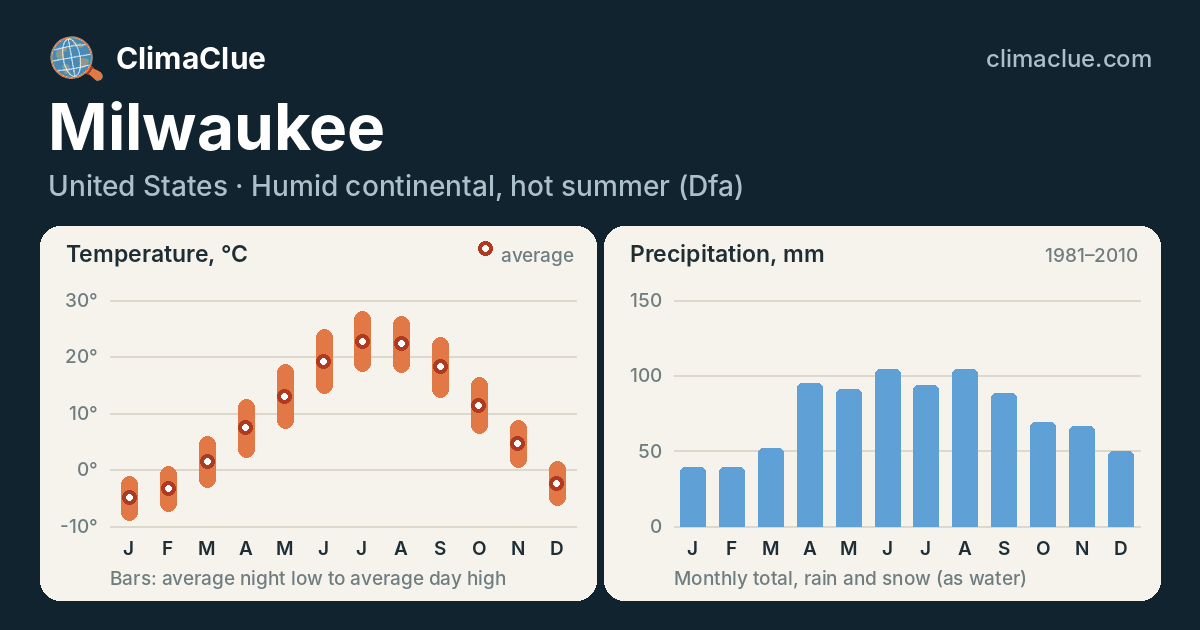 ClimaClue
climaclue.com
Milwaukee
United States · Humid continental, hot summer (Dfa)
Temperature, °C
average
30°
20°
10°
0°
-10°
J F M A M J J A S O N D
Bars: average night low to average day high
Precipitation, mm
1981–2010
150
100
50
0
J F M A M J J A S O N D
Monthly total, rain and snow (as water)